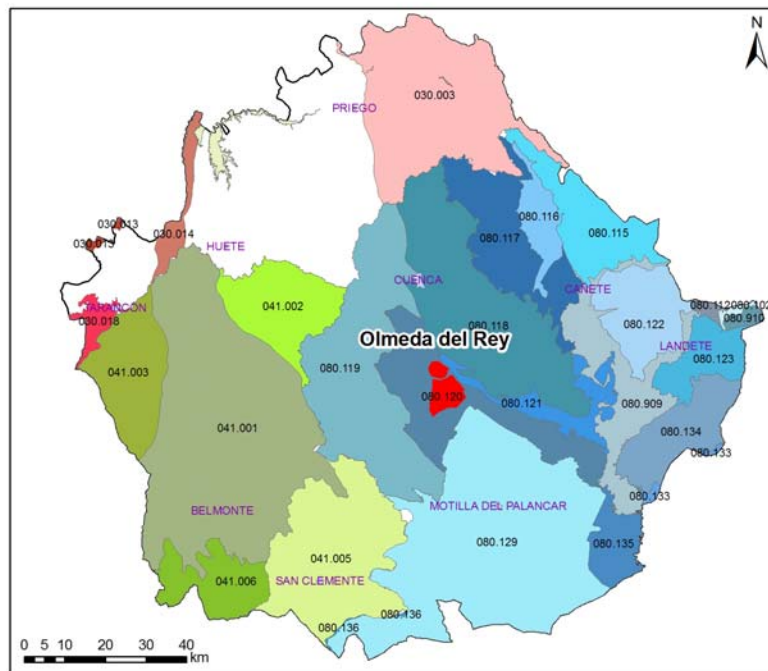 N
030.003
PRIEGO
080.116
080.115
080.117
030.013
030.014
030.013
HUETE
CUENCA
CAÑETE
TARANCÓN
030.018
041.002
080.118
080.122
080.112
080.102
080.910
LANDETE
Olmeda del Rey
080.123
041.003
080.119
080.120
080.121
080.909
041.001
080.134
080.133
080.133
BELMONTE
MOTILLA DEL PALANCAR
080.129
080.135
041.005
041.006
SAN CLEMENTE
080.136
080.136
0 5 10 20 30 40
km